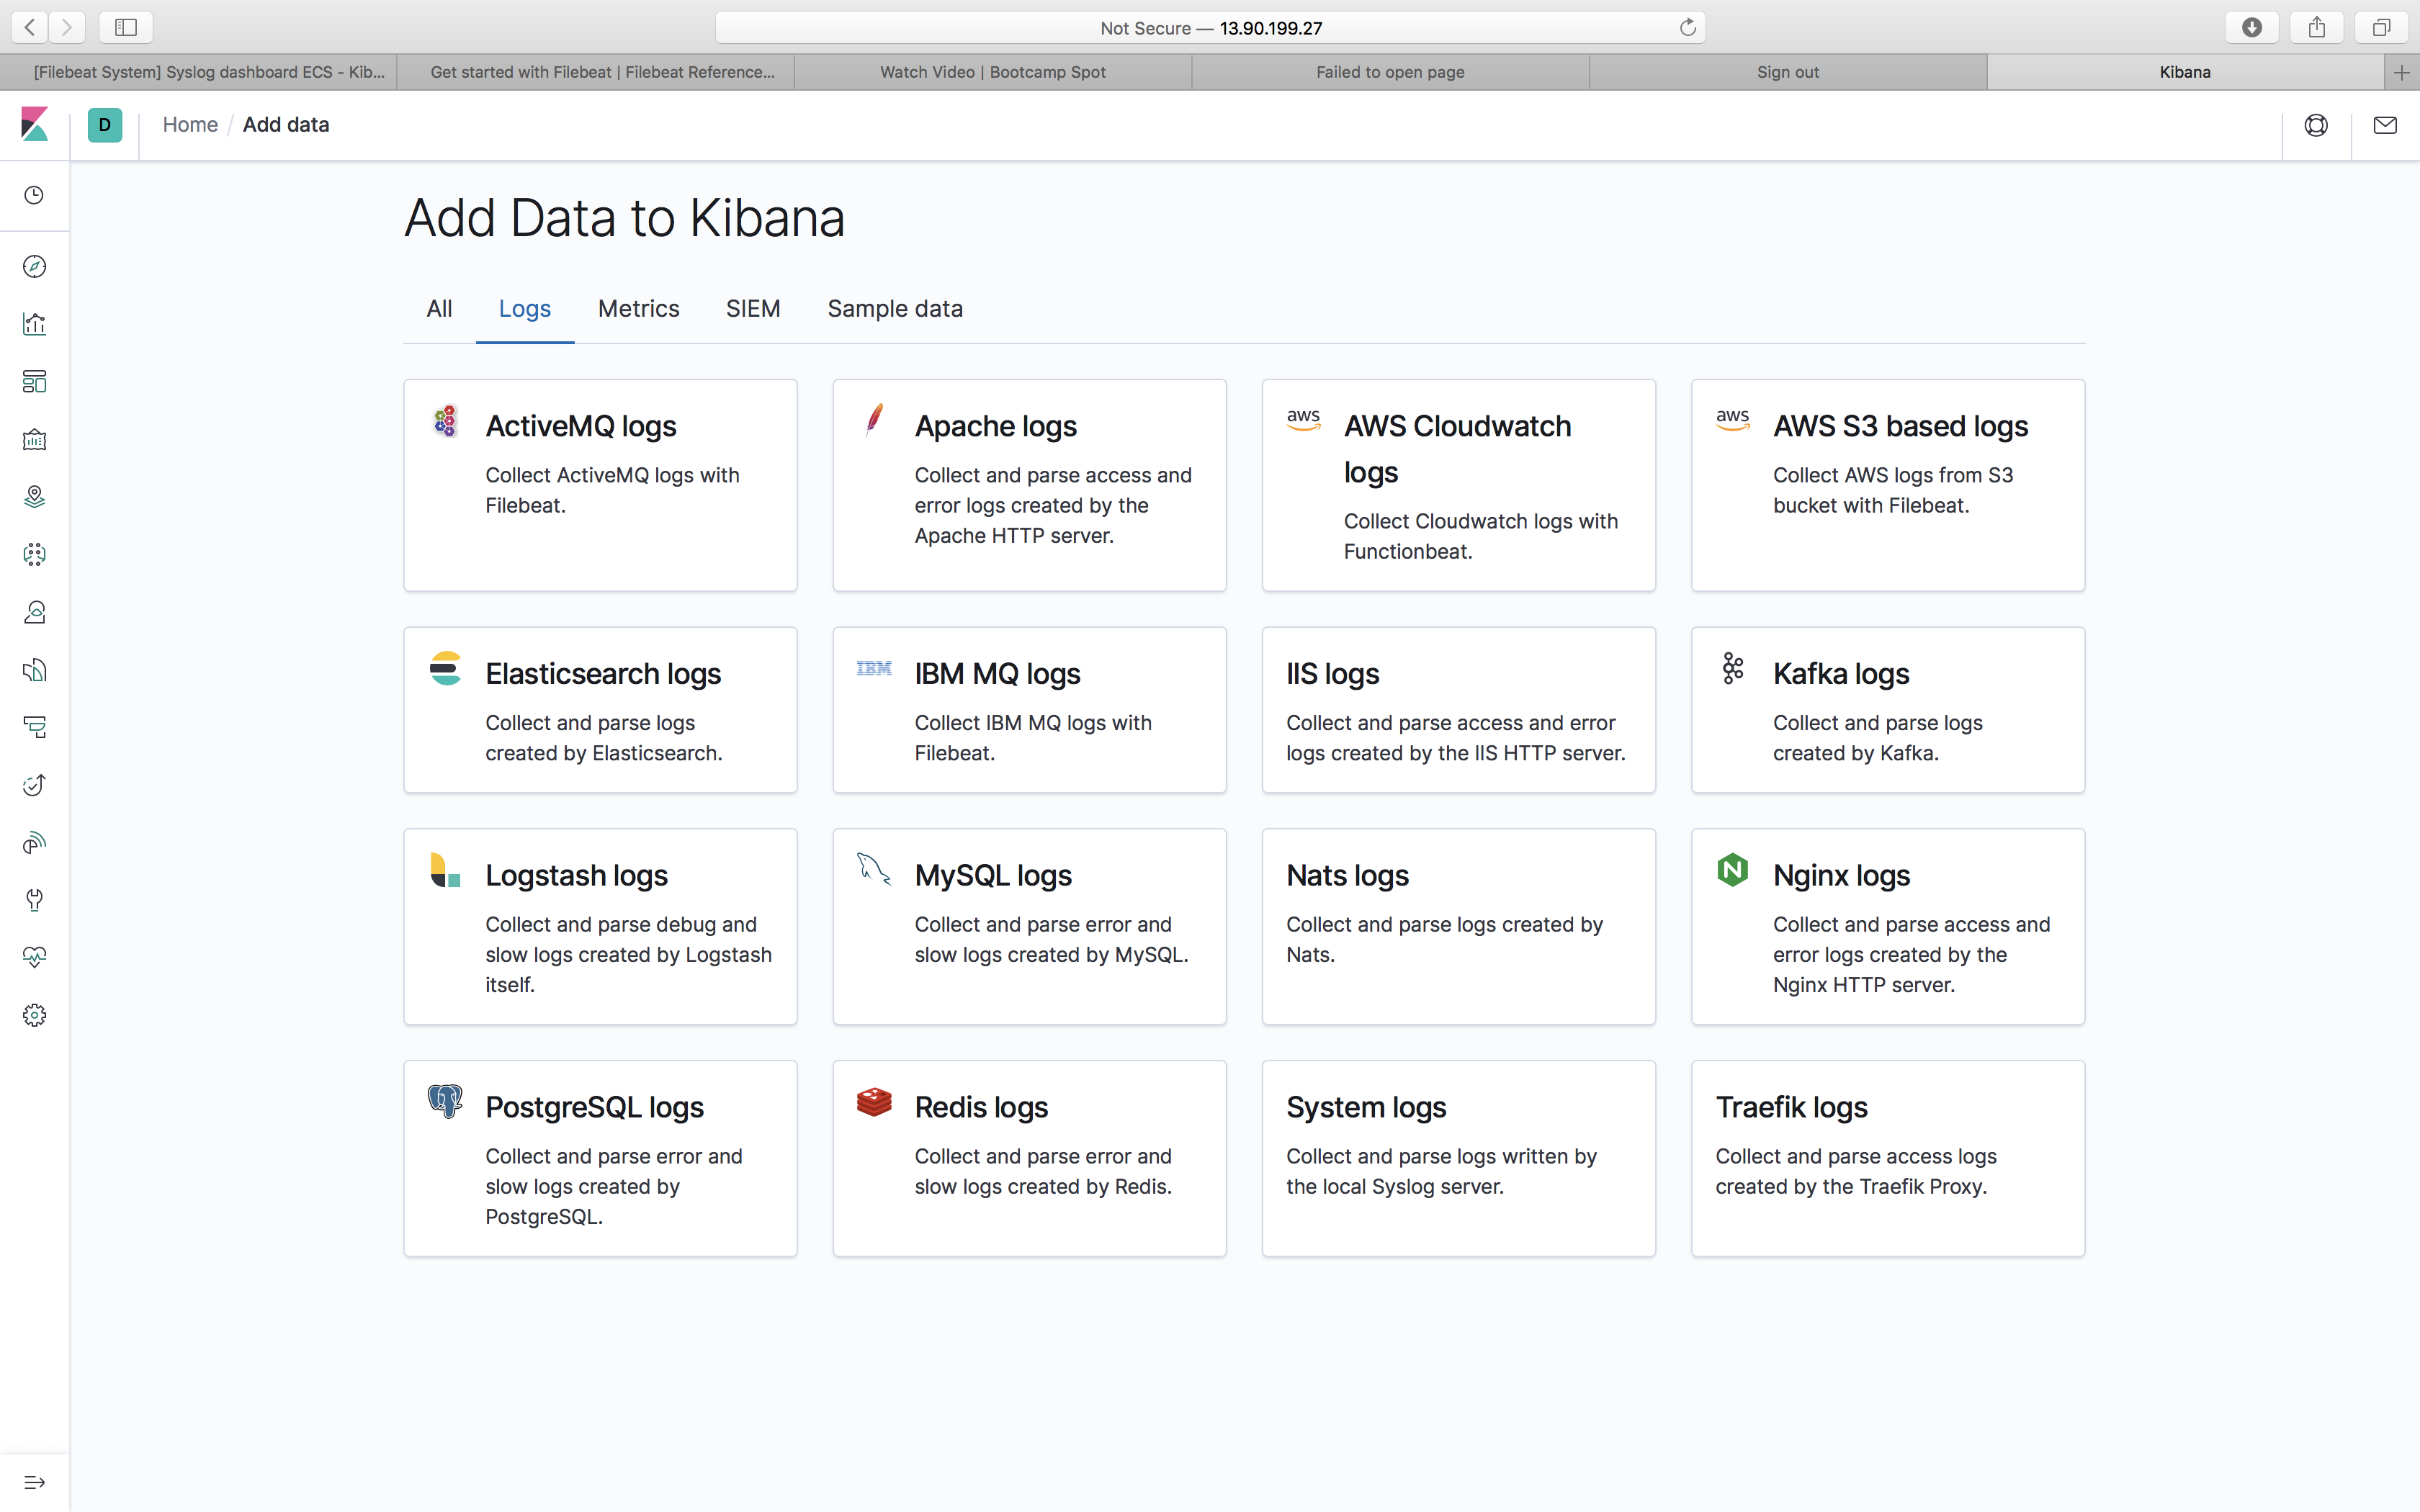 Not Secure — 13.90.199.27
[Filebeat System] Syslog dashboard ECS - Kib...
Get started with Filebeat | Filebeat Reference...
Watch Video | Bootcamp Spot
Failed to open page
Sign out
Kibana
D
Home / Add data
Add Data to Kibana
All
Logs
Metrics
SIEM
Sample data
ActiveMQ logs
Collect ActiveMQ logs with
Filebeat.
Apache logs
Collect and parse access and
error logs created by the
Apache HTTP server.
aws
AWS Cloudwatch
logs
Collect Cloudwatch logs with
Functionbeat.
aws
AWS S3 based logs
Collect AWS logs from S3
bucket with Filebeat.
Elasticsearch logs
Collect and parse logs
created by Elasticsearch.
IBM
IBM MQ logs
Collect IBM MQ logs with
Filebeat.
IIS logs
Collect and parse access and error
logs created by the IIS HTTP server.
Kafka logs
Collect and parse logs
created by Kafka.
Logstash logs
Collect and parse debug and
slow logs created by Logstash
itself.
MySQL logs
Collect and parse error and
slow logs created by MySQL.
Nats logs
Collect and parse logs created by
Nats.
N
Nginx logs
Collect and parse access and
error logs created by the
Nginx HTTP server.
PostgreSQL logs
Collect and parse error and
slow logs created by
PostgreSQL.
Redis logs
Collect and parse error and
slow logs created by Redis.
System logs
Collect and parse logs written by
the local Syslog server.
Traefik logs
Collect and parse access logs
created by the Traefik Proxy.